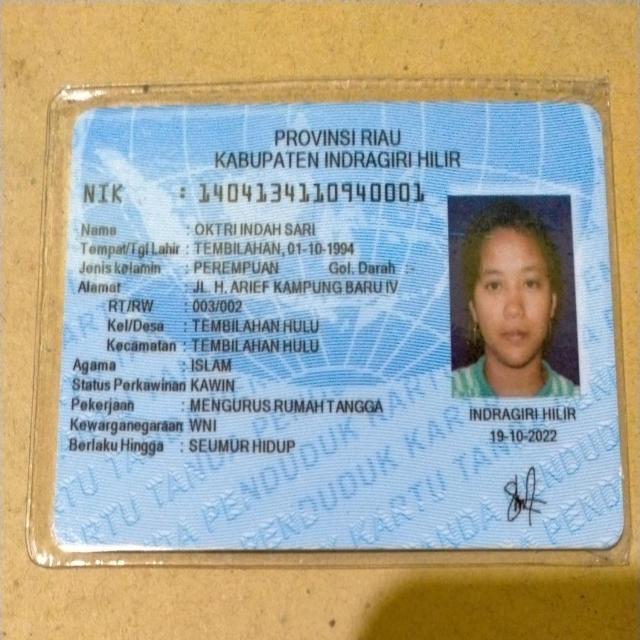 PROVINSI RIAU
KABUPATEN INDRAGIRI HILIR
NIK : 1404134110940001
Nama : OKTRI INDAH SARI
Tempat/Tgl Lahir : TEMBILAHAN, 01-10-1994
Jenis kelamin : PEREMPUAN Gol. Darah :-
Alamat : JL. H. ARIEF KAMPUNG BARU IV
RT/RW : 003/002
Kel/Desa : TEMBILAHAN HULU
Kecamatan : TEMBILAHAN HULU
Agama : ISLAM
Status Perkawinan KAWIN
Pekerjaan : MENGURUS RUMAH TANGGA
Kewarganegaraan WNI
Berlaku Hingga : SEUMUR HIDUP
INDRAGIRI HILIR
19-10-2022
KARTU TANDA PENDUDUK